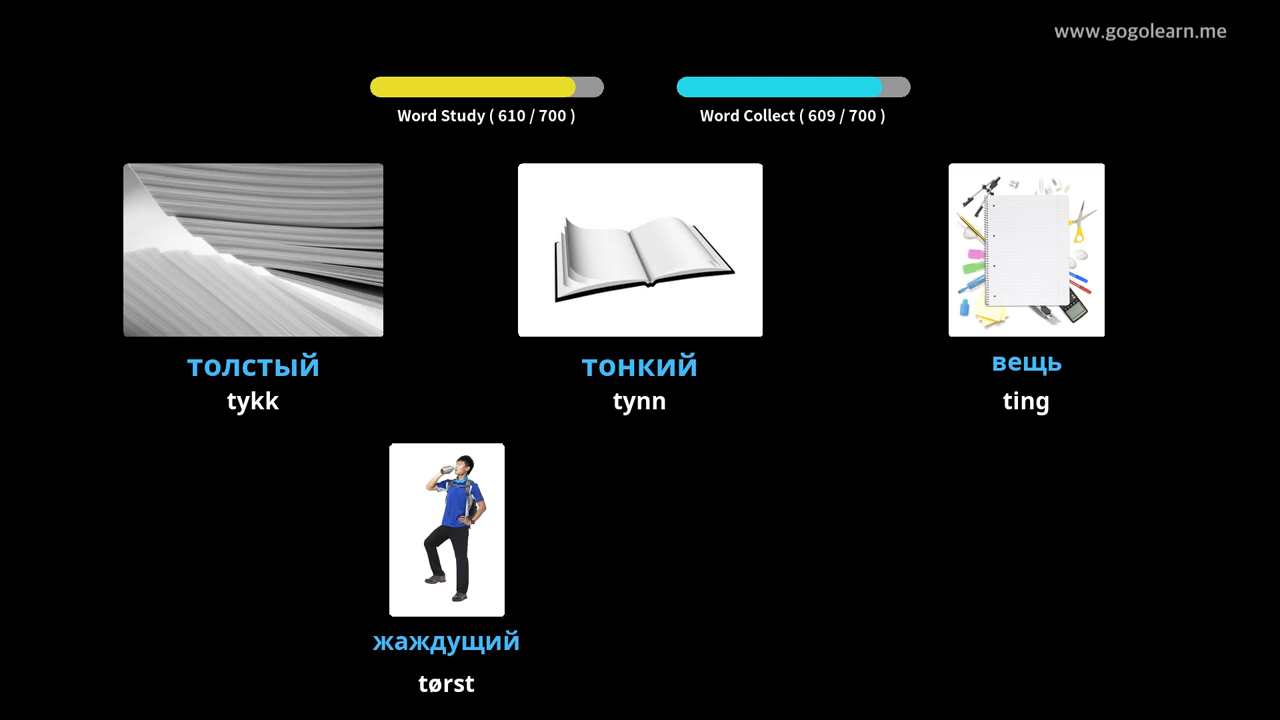 www.gogolearn.me
Word Study ( 610 / 700 )
Word Collect ( 609 / 700 )
толстый
tykk
тонкий
tynn
вещь
ting
жаждущий
tørst